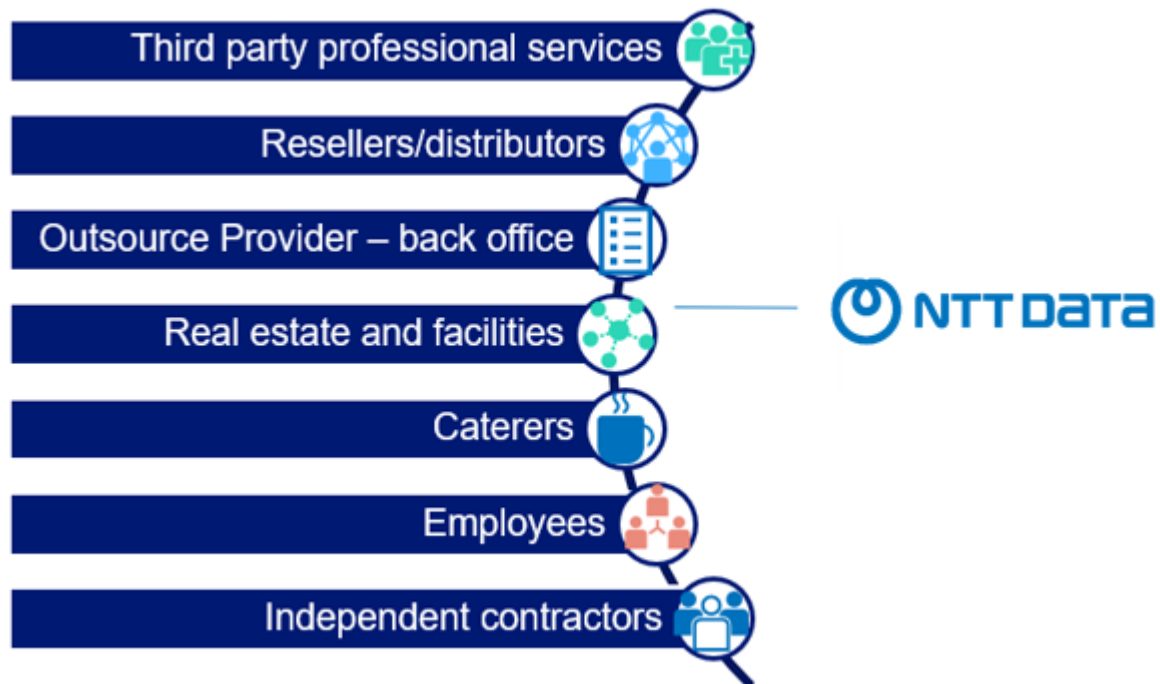 Third party professional services
Resellers/distributors
Outsource Provider – back office
Real estate and facilities
NTT DATA
Caterers
Employees
Independent contractors